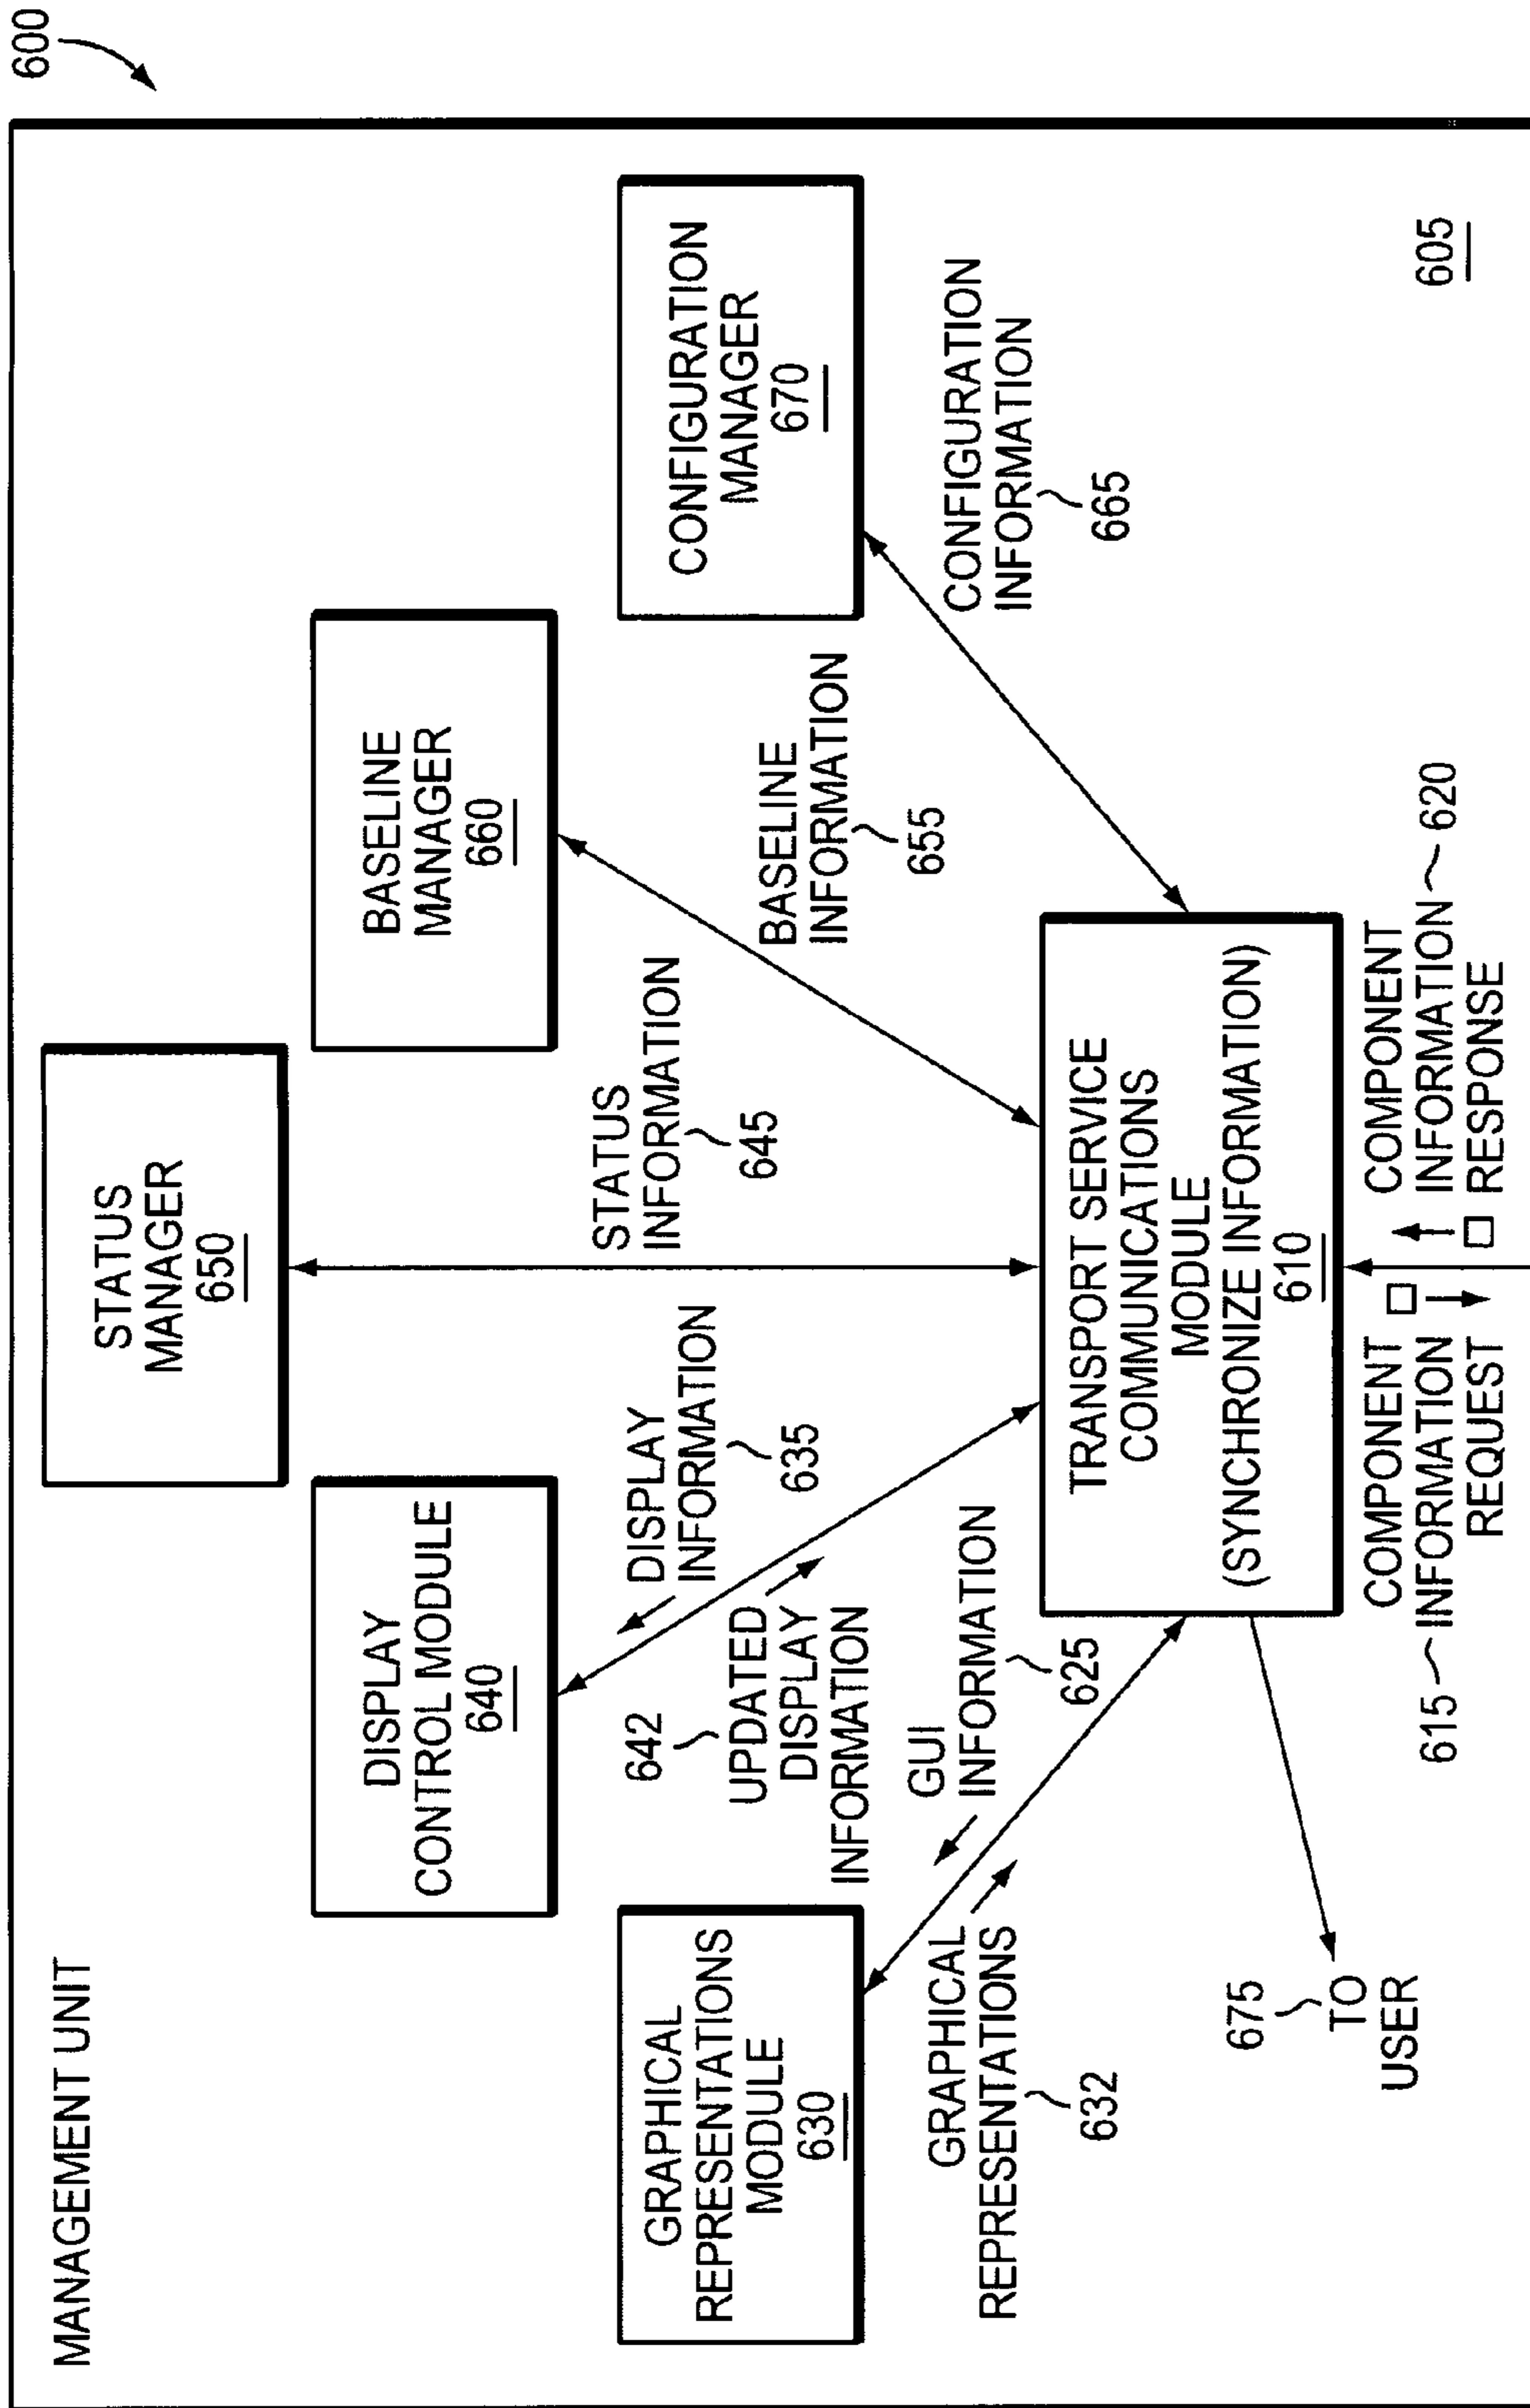 600
MANAGEMENT UNIT
STATUS
MANAGER
650
DISPLAY
CONTROL MODULE
640
BASELINE
MANAGER
660
GRAPHICAL
REPRESENTATIONS
MODULE
630
CONFIGURATION
MANAGER
670
STATUS
INFORMATION
645
DISPLAY
INFORMATION
635
642
UPDATED
DISPLAY
INFORMATION
BASELINE
INFORMATION
655
GUI
INFORMATION
625
GRAPHICAL
REPRESENTATIONS
632
CONFIGURATION
INFORMATION
665
TRANSPORT SERVICE
COMMUNICATIONS
MODULE
(SYNCHRONIZE INFORMATION)
610
675
TO
USER
COMPONENT
615 INFORMATION
REQUEST
COMPONENT
INFORMATION 620
RESPONSE
605